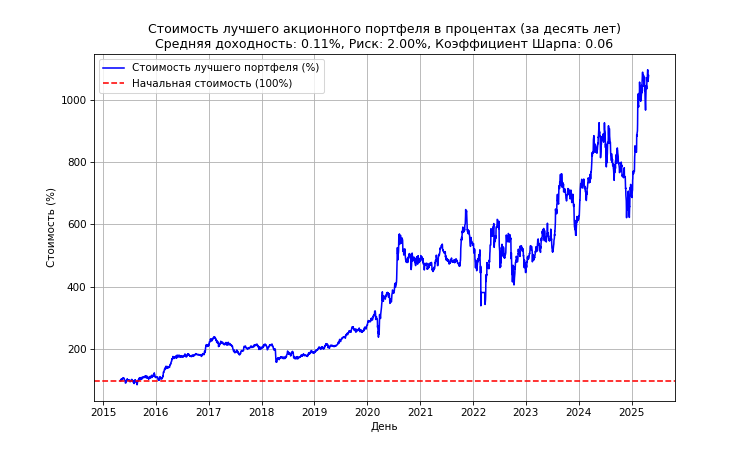 Стоимость лучшего акционного портфеля в процентах (за десять лет)
Средняя доходность: 0.11%, Риск: 2.00%, Коэффициент Шарпа: 0.06
Стоимость лучшего портфеля (%)
Начальная стоимость (100%)
Стоимость (%)
1000
800
600
400
200
2015 2016 2017 2018 2019 2020 2021 2022 2023 2024 2025
День